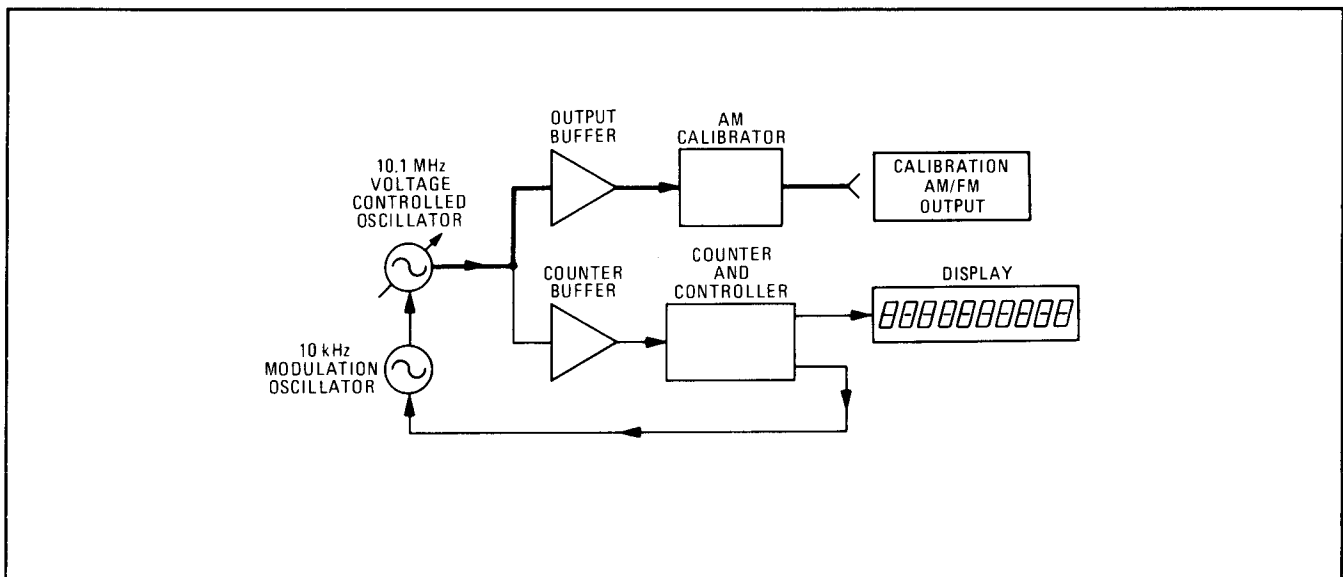 OUTPUT
BUFFER
AM
CALIBRATOR
10.1 MHz
VOLTAGE
CONTROLLED
OSCILLATOR
CALIBRATION
AM/FM
OUTPUT
COUNTER
BUFFER
COUNTER
AND
CONTROLLER
DISPLAY
8888888888
10 kHz
MODULATION
OSCILLATOR